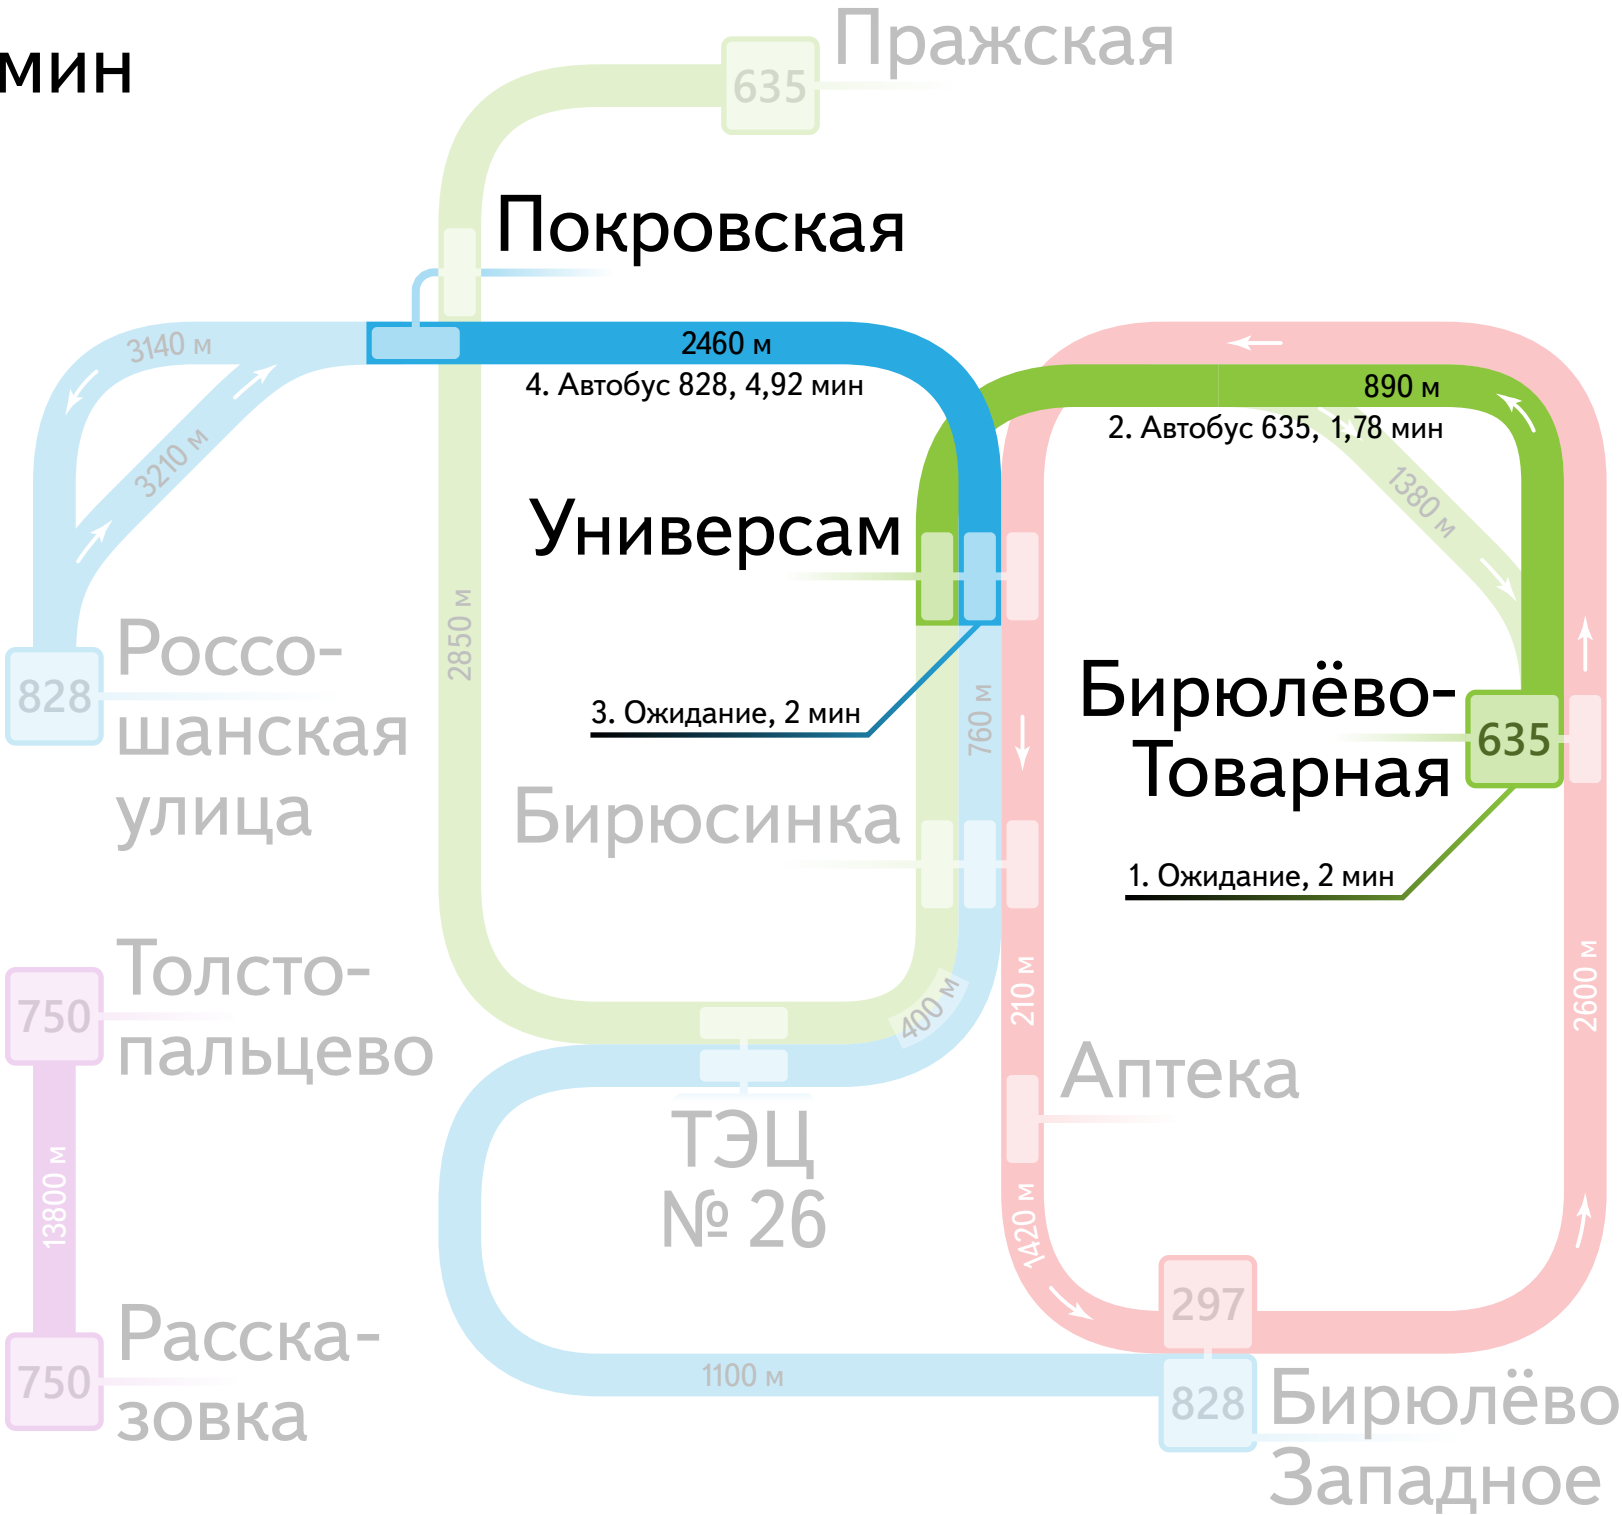 мин
635
Пражская
Покровская
3140 м
2460 м
4. Автобус 828, 4,92 мин
890 м
2. Автобус 635, 1,78 мин
3210 м
1380 м
Универсам
2850 м
828
Россо-
шанская
улица
3. Ожидание, 2 мин
760 м
Бирюлёво-
Товарная
635
Бирюсинка
1. Ожидание, 2 мин
750
Толсто-
пальцево
400 м
210 м
2600 м
Аптека
ТЭЦ
№ 26
13800 м
1420 м
750
Расска-
зовка
297
1100 м
828
Бирюлёво
Западное